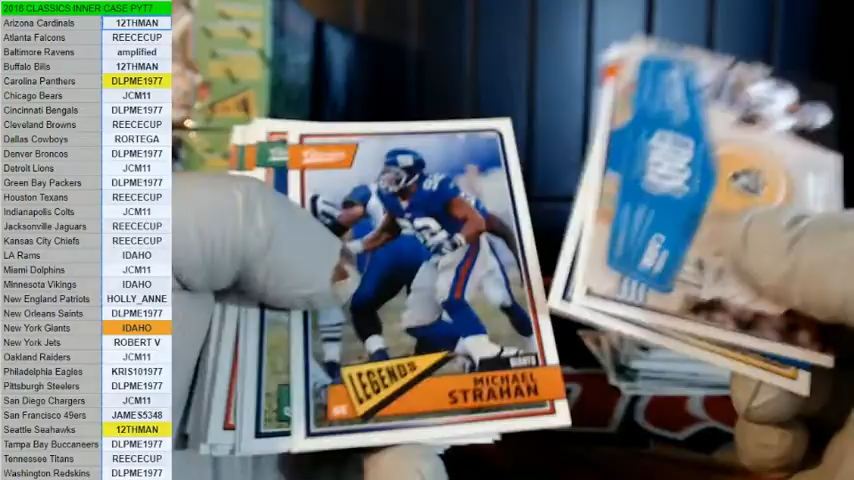 2018 CLASSICS INNER CASE PYT7
Arizona Cardinals 12THMAN
Atlanta Falcons REECECUP
Baltimore Ravens amplified
Buffalo Bills 12THMAN
Carolina Panthers DLPME1977
Chicago Bears JCM11
Cincinnati Bengals DLPME1977
Cleveland Browns REECECUP
Dallas Cowboys RORTEGA
Denver Broncos DLPME1977
Detroit Lions JCM11
Green Bay Packers DLPME1977
Houston Texans REECECUP
Indianapolis Colts JCM11
Jacksonville Jaguars REECECUP
Kansas City Chiefs REECECUP
LA Rams IDAHO
Miami Dolphins JCM11
Minnesota Vikings IDAHO
New England Patriots HOLLY_ANNE
New Orleans Saints DLPME1977
New York Giants IDAHO
New York Jets ROBERT V
Oakland Raiders JCM11
Philadelphia Eagles KRIS101977
Pittsburgh Steelers DLPME1977
San Diego Chargers JCM11
San Francisco 49ers JAMES5348
Seattle Seahawks 12THMAN
Tampa Bay Buccaneers DLPME1977
Tennessee Titans REECECUP
Washington Redskins DLPME1977
LEGENDS
GIANTS
MICHAEL
STRAHAN